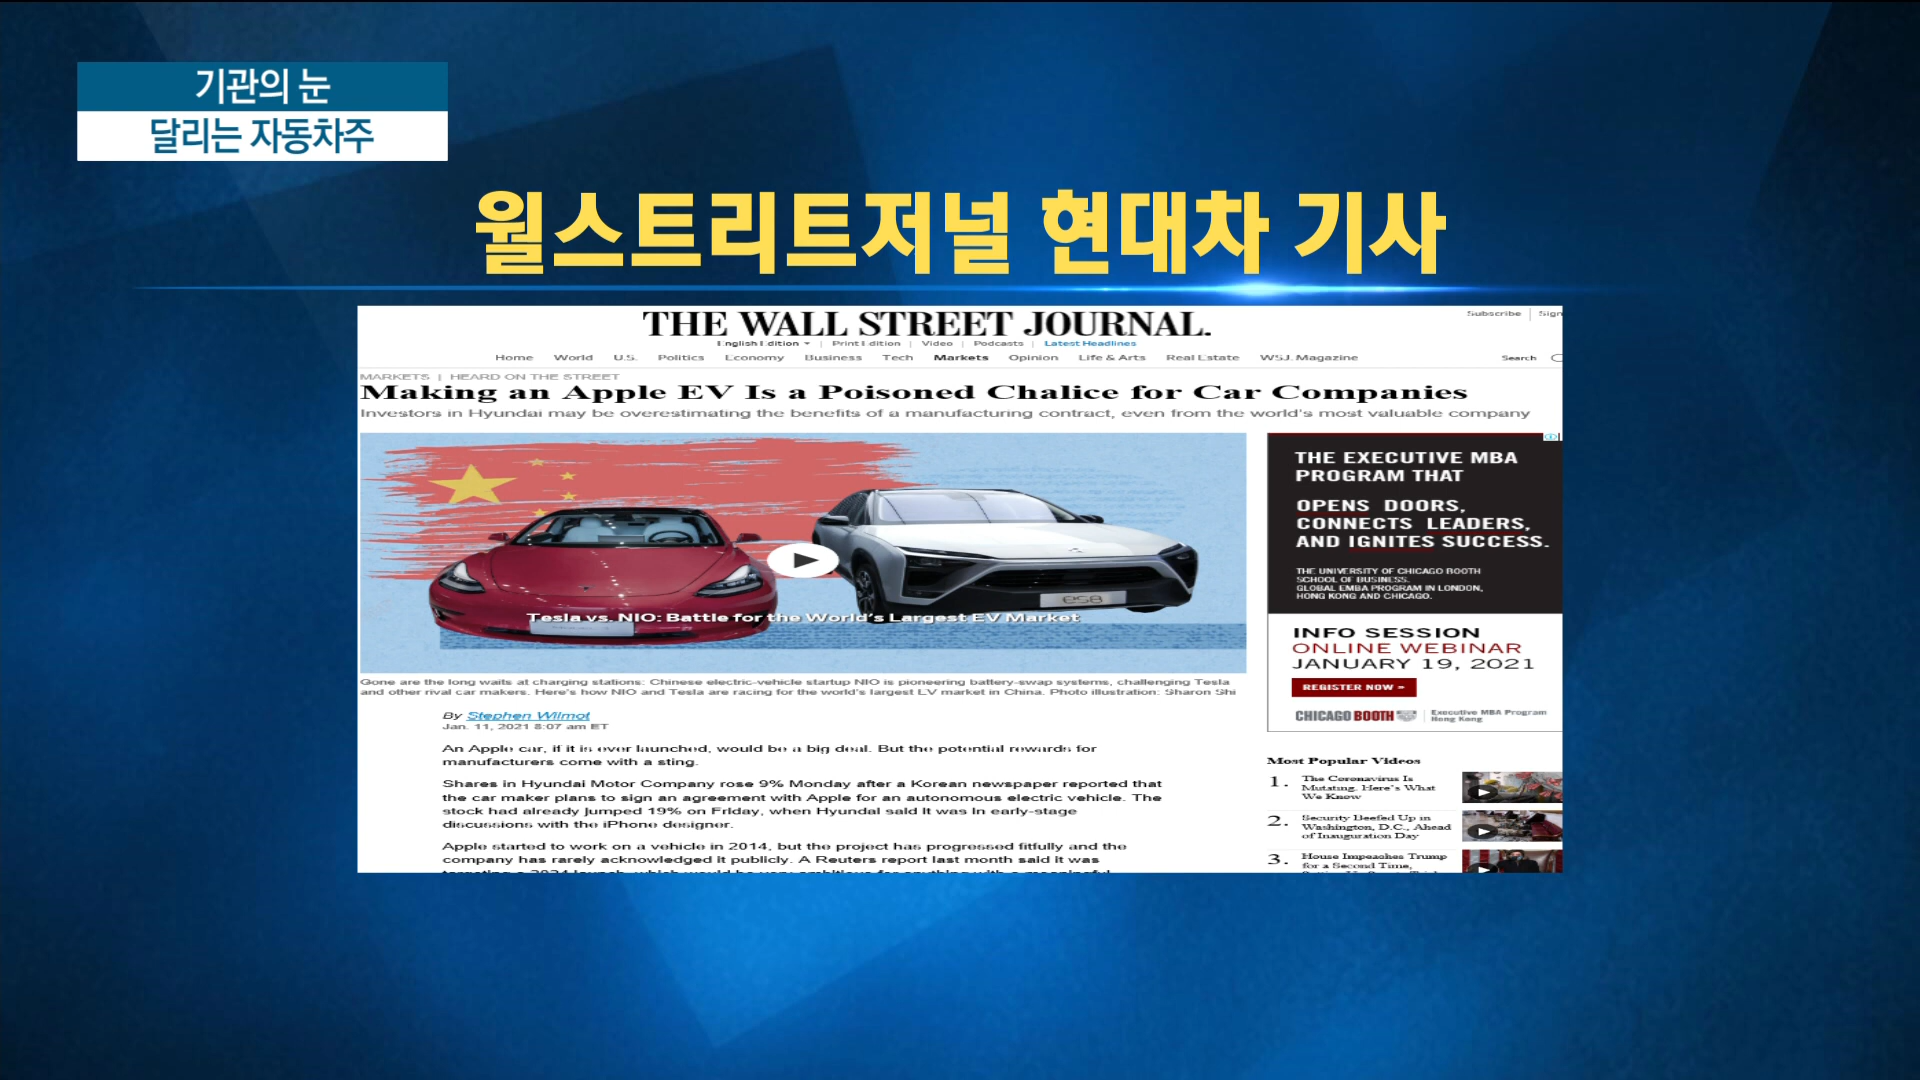 기관의 눈
달리는 자동차주
월스트리트저널 현대차 기사
THE WALL STREET JOURNAL.
Subscribe | Sign
English Edition | Print Edition | Video | Podcasts | Latest Headlines
Home World U.S. Politics Economy Business Tech Markets Opinion Life & Arts Real Estate WSJ. Magazine Search
MARKETS | HEARD ON THE STREET
Making an Apple EV Is a Poisoned Chalice for Car Companies
Investors in Hyundai may be overestimating the benefits of a manufacturing contract, even from the world's most valuable company
ES8
Tesla vs. NIO: Battle for the World's Largest EV Market
Gone are the long waits at charging stations: Chinese electric-vehicle startup NIO is pioneering battery-swap systems, challenging Tesla
and other rival car makers. Here's how NIO and Tesla are racing for the world's largest EV market in China. Photo illustration: Sharon Shi
By Stephen Wilmot
Jan. 11, 2021 8:07 am ET
An Apple car, if it is ever launched, would be a big deal. But the potential rewards for
manufacturers come with a sting.
Shares in Hyundai Motor Company rose 9% Monday after a Korean newspaper reported that
the car maker plans to sign an agreement with Apple for an autonomous electric vehicle. The
stock had already jumped 19% on Friday, when Hyundai said it was in early-stage
discussions with the iPhone designer.
Apple started to work on a vehicle in 2014, but the project has progressed fitfully and the
company has rarely acknowledged it publicly. A Reuters report last month said it was
THE EXECUTIVE MBA
PROGRAM THAT
OPENS DOORS,
CONNECTS LEADERS,
AND IGNITES SUCCESS.
THE UNIVERSITY OF CHICAGO BOOTH
SCHOOL OF BUSINESS.
GLOBAL EMBA PROGRAM IN LONDON,
HONG KONG AND CHICAGO.
INFO SESSION
ONLINE WEBINAR
JANUARY 19, 2021
REGISTER NOW »
CHICAGO BOOTH | Executive MBA Program
Hong Kong
Most Popular Videos
1. The Coronavirus Is
Mutating. Here's What
We Know
2. Security Beefed Up in
Washington, D.C., Ahead
of Inauguration Day
3. House Impeaches Trump
for a Second Time,